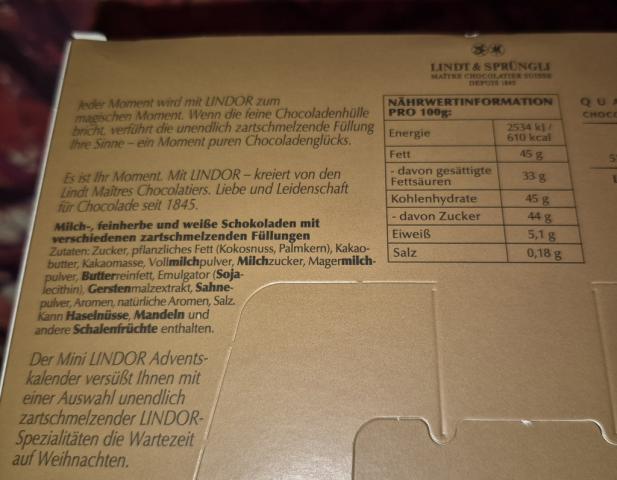 LINDT & SPRÜNGLI
MAÎTRE CHOCOLATIER SUISSE
DEPUIS 1845
Jeder Moment wird mit LINDOR zum
magischen Moment. Wenn die feine Chocoladenhülle
bricht, verführt die unendlich zartschmelzende Füllung
Ihre Sinne – ein Moment puren Chocoladenglücks.
Es ist Ihr Moment. Mit LINDOR – kreiert von den
Lindt Maîtres Chocolatiers. Liebe und Leidenschaft
für Chocolade seit 1845.
Milch-, feinherbe und weiße Schokoladen mit
verschiedenen zartschmelzenden Füllungen
Zutaten: Zucker, pflanzliches Fett (Kokosnuss, Palmkern), Kakao-
butter, Kakaomasse, Vollmilchpulver, Milchzucker, Magermilch-
pulver, Butterreinfett, Emulgator (Soja-
lecithin), Gerstenmalzextrakt, Sahne-
pulver, Aromen, natürliche Aromen, Salz.
Kann Haselnüsse, Mandeln und
andere Schalenfrüchte enthalten.
Der Mini LINDOR Advents-
kalender versüßt Ihnen mit
einer Auswahl unendlich
zartschmelzender LINDOR-
Spezialitäten die Wartezeit
auf Weihnachten.
NÄHRWERTINFORMATION
PRO 100g:
Energie 2534 kJ /
610 kcal
Fett 45 g
- davon gesättigte
Fettsäuren 33 g
Kohlenhydrate 45 g
- davon Zucker 44 g
Eiweiß 5,1 g
Salz 0,18 g
QUA
CHOCO